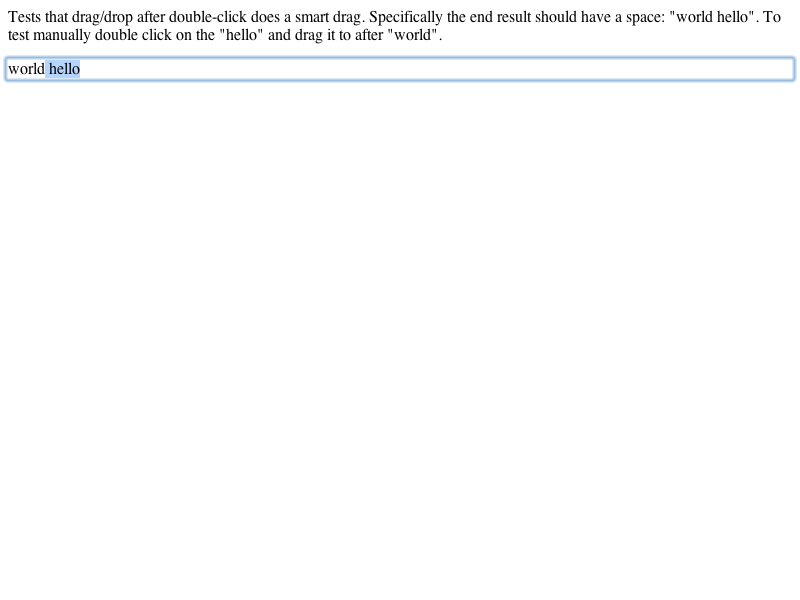 Tests that drag/drop after double-click does a smart drag. Specifically the end result should have a space: "world hello". To
test manually double click on the "hello" and drag it to after "world".
world hello